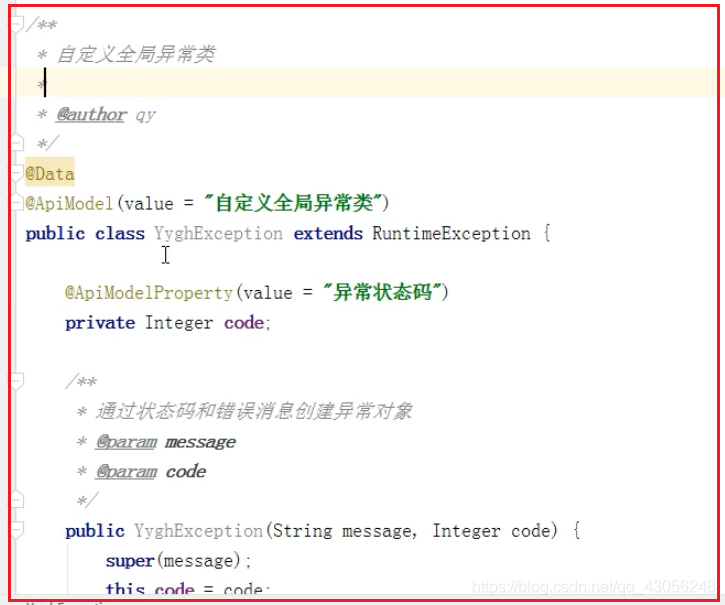 /**
 * 自定义全局异常类
 *
 * @author qy
 */
@Data
@ApiModel(value = "自定义全局异常类")
public class YyghException extends RuntimeException {
    @ApiModelProperty(value = "异常状态码")
    private Integer code;
    /**
     * 通过状态码和错误消息创建异常对象
     * @param message
     * @param code
     */
    public YyghException(String message, Integer code) {
        super(message);
        this.code = code;
https://blog.csdn.net/qq_43056248